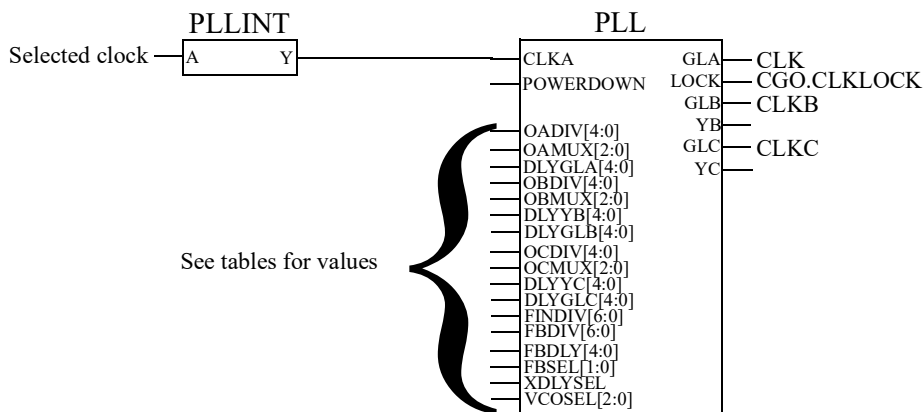 PLLINT PLL
Selected clock A Y CLKA GLA CLK
POWERDOWN LOCK CGO.CLKLOCK
GLB CLKB
OADIV[4:0] YB
OAMUX[2:0] GLC CLKC
DLYGLA[4:0] YC
OBDIV[4:0]
OBMUX[2:0]
DLYYB[4:0]
DLYGLB[4:0]
OCDIV[4:0]
See tables for values OCMUX[2:0]
DLYYC[4:0]
DLYGLC[4:0]
FINDIV[6:0]
FBDIV[6:0]
FBDLY[4:0]
FBSEL[1:0]
XDLYSEL
VCOSEL[2:0]